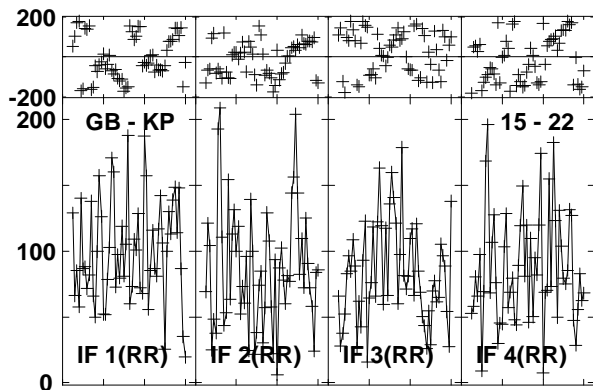 200
-200
200
GB - KP
15 - 22
100
IF 1(RR)
IF 2(RR)
IF 3(RR)
IF 4(RR)
0